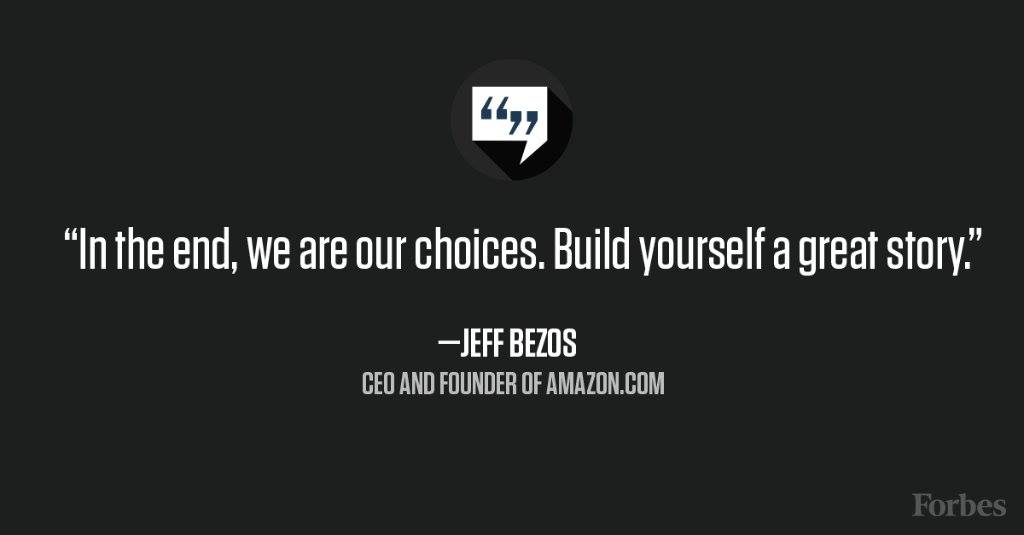 “In the end, we are our choices. Build yourself a great story.”
—JEFF BEZOS
CEO AND FOUNDER OF AMAZON.COM
Forbes